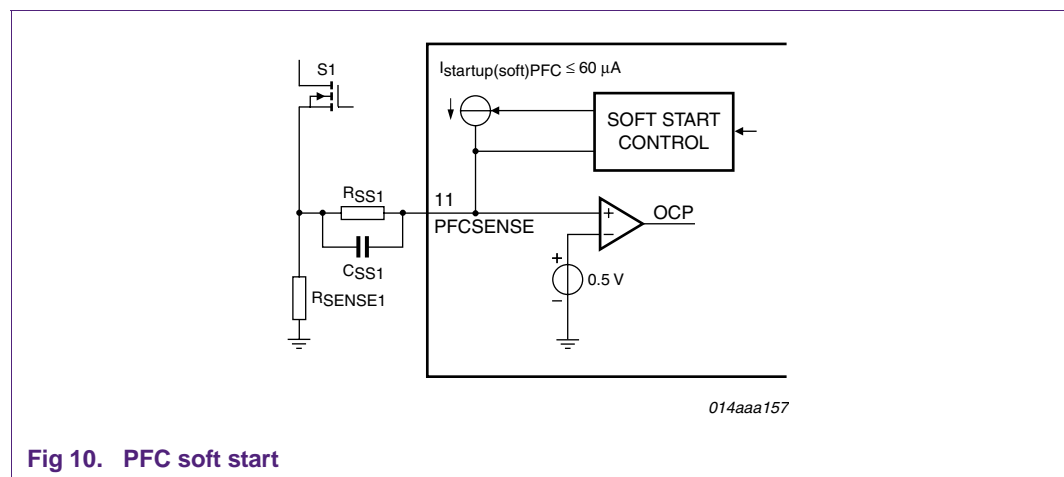 S1
Istartup(soft)PFC ≤ 60 μA
SOFT START
CONTROL
RSS1
11
PFCSENSE
CSS1
OCP
+
−
+
0.5 V
−
RSENSE1
014aaa157
Fig 10. PFC soft start